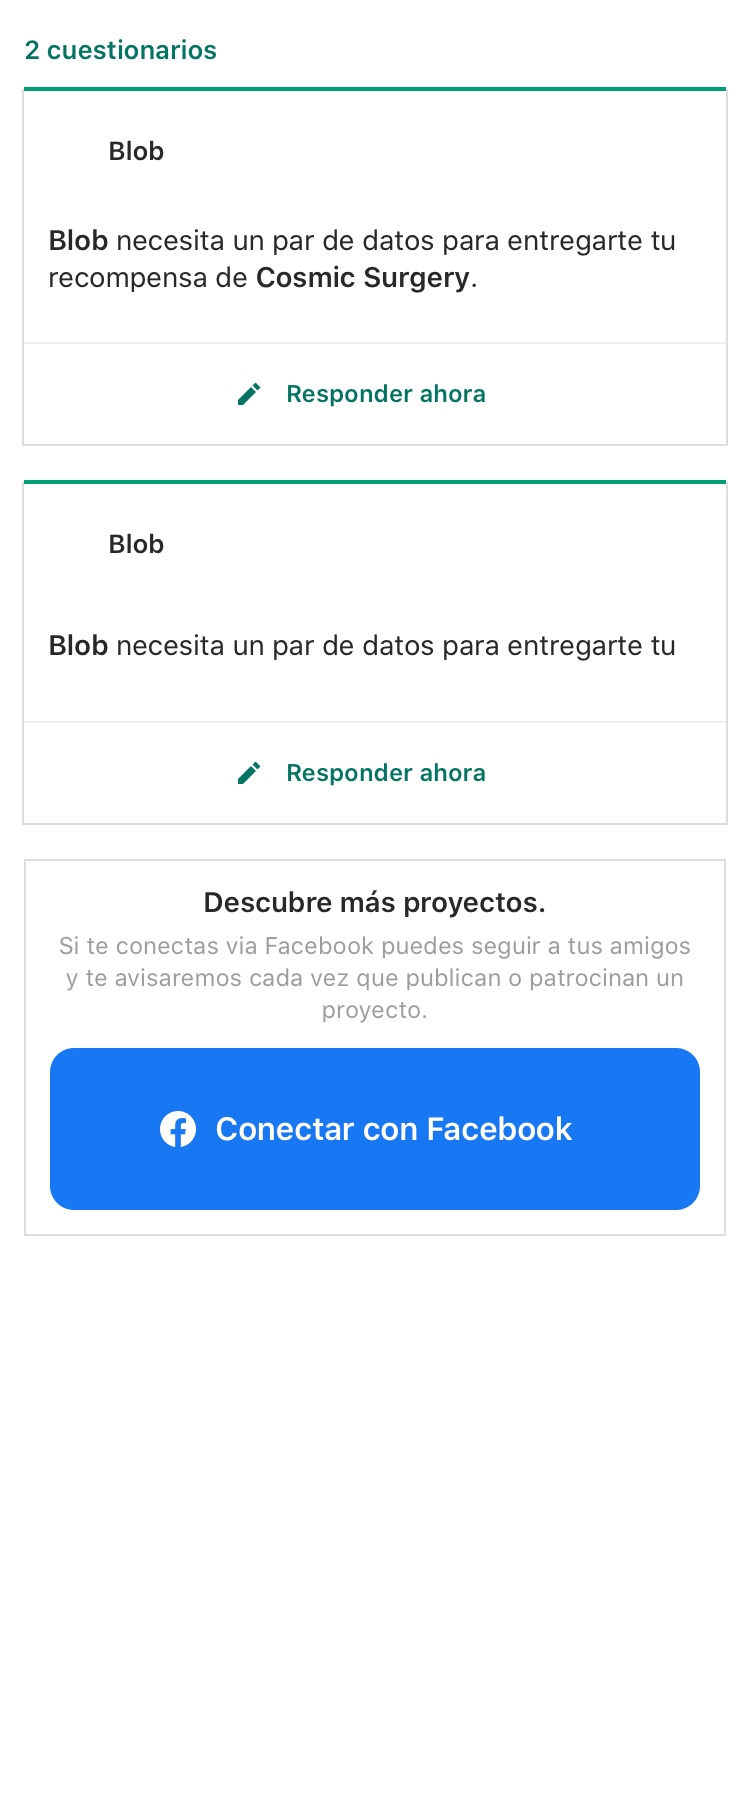 2 cuestionarios
Blob
Blob necesita un par de datos para entregarte tu
recompensa de Cosmic Surgery.
Responder ahora
Blob
Blob necesita un par de datos para entregarte tu
Responder ahora
Descubre más proyectos.
Si te conectas via Facebook puedes seguir a tus amigos
y te avisaremos cada vez que publican o patrocinan un
proyecto.
Conectar con Facebook